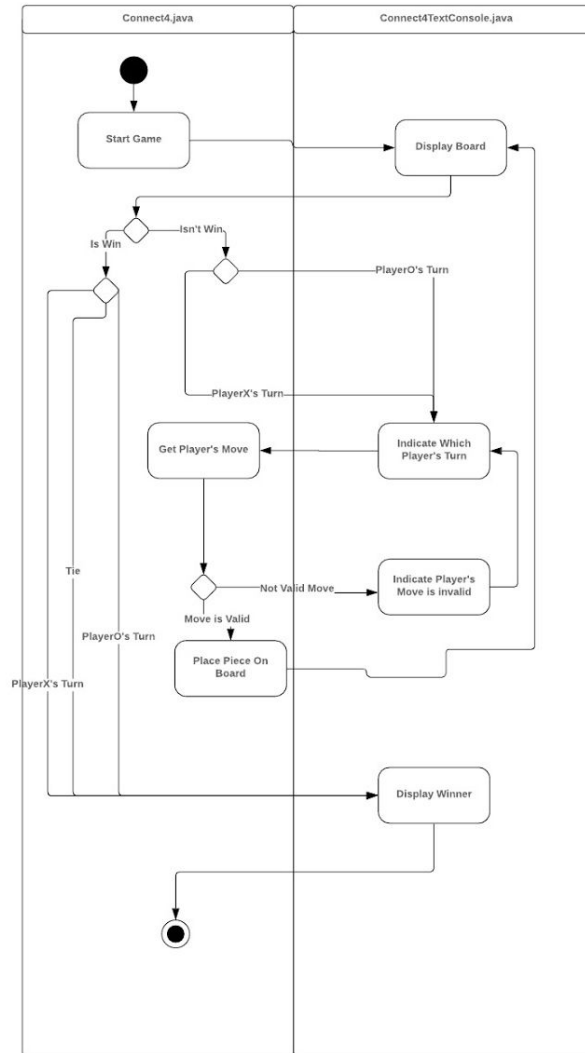 Connect4.java
Connect4TextConsole.java
Start Game
Display Board
Isn't Win
Is Win
PlayerO's Turn
PlayerX's Turn
Get Player's Move
Indicate Which
Player's Turn
Tie
Not Valid Move
Indicate Player's
Move is invalid
Move is Valid
PlayerO's Turn
Place Piece On
Board
PlayerX's Turn
Display Winner